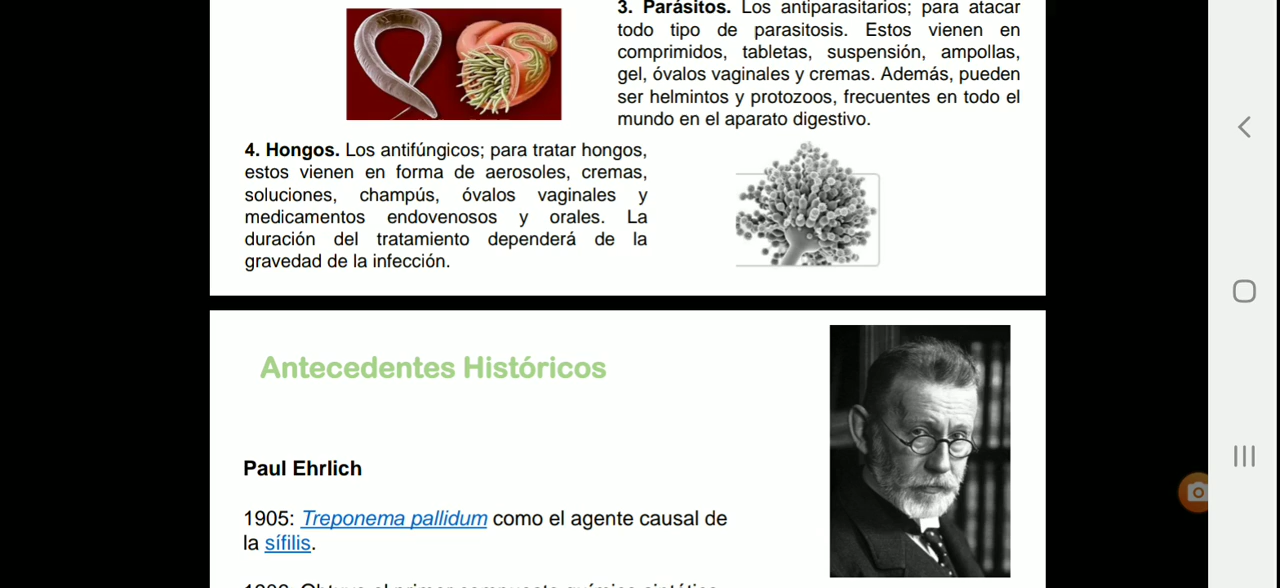 3. Parásitos. Los antiparasitarios; para atacar
todo tipo de parasitosis. Estos vienen en
comprimidos, tabletas, suspensión, ampollas,
gel, óvalos vaginales y cremas. Además, pueden
ser helmintos y protozoos, frecuentes en todo el
mundo en el aparato digestivo.
4. Hongos. Los antifúngicos; para tratar hongos,
estos vienen en forma de aerosoles, cremas,
soluciones, champús, óvalos vaginales y
medicamentos endovenosos y orales. La
duración del tratamiento dependerá de la
gravedad de la infección.
Antecedentes Históricos
Paul Ehrlich
1905: Treponema pallidum como el agente causal de
la sífilis.